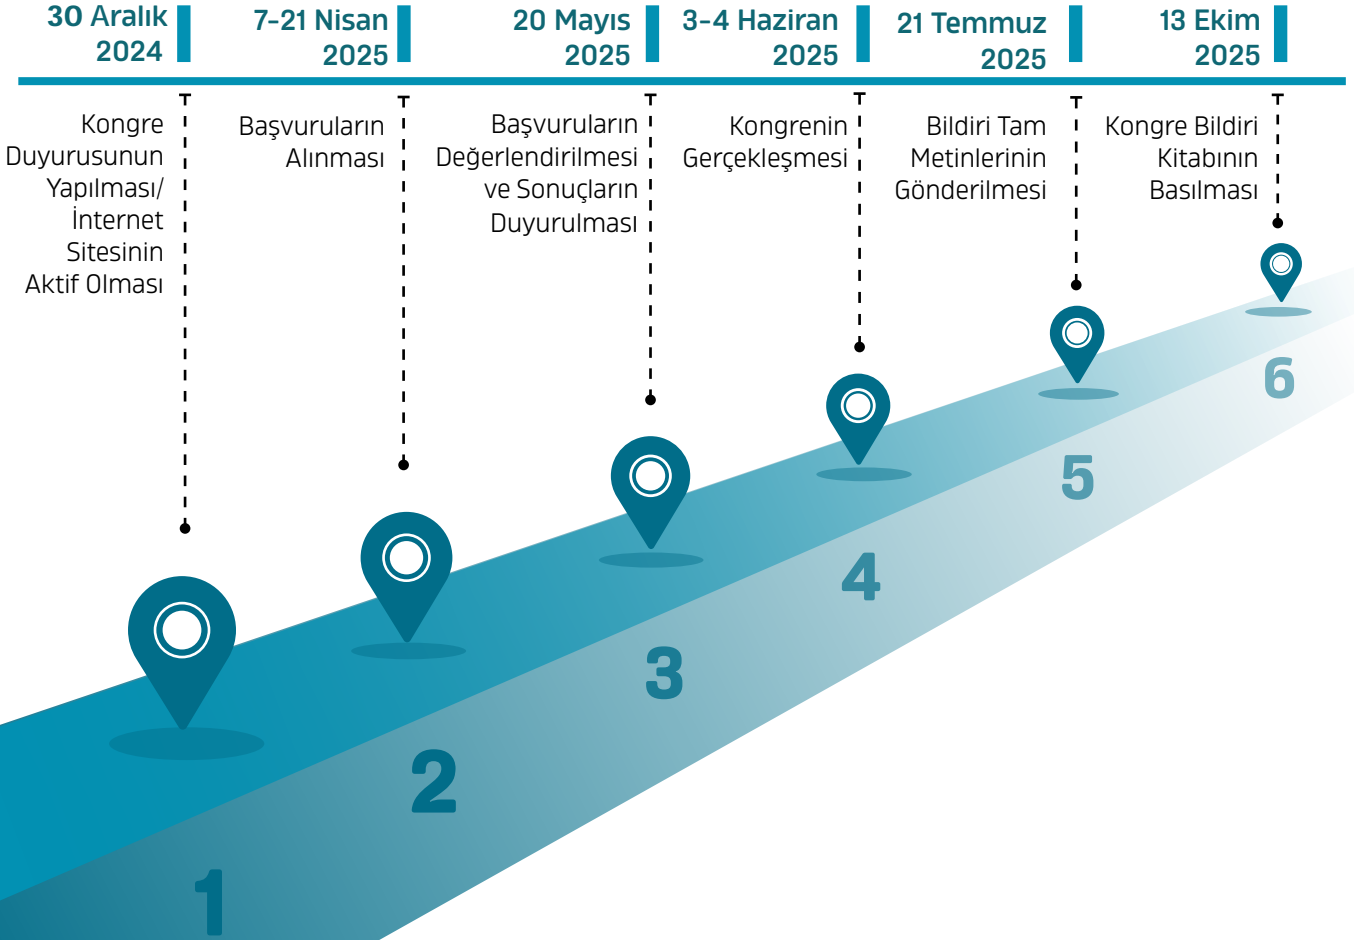 30 Aralık
2024
7-21 Nisan
2025
20 Mayıs
2025
3-4 Haziran
2025
21 Temmuz
2025
13 Ekim
2025
Kongre
Duyurusunun
Yapılması/
İnternet
Sitesinin
Aktif Olması
Başvuruların
Alınması
Başvuruların
Değerlendirilmesi
ve Sonuçların
Duyurulması
Kongrenin
Gerçekleşmesi
Bildiri Tam
Metinlerinin
Gönderilmesi
Kongre Bildiri
Kitabının
Basılması
1
2
3
4
5
6